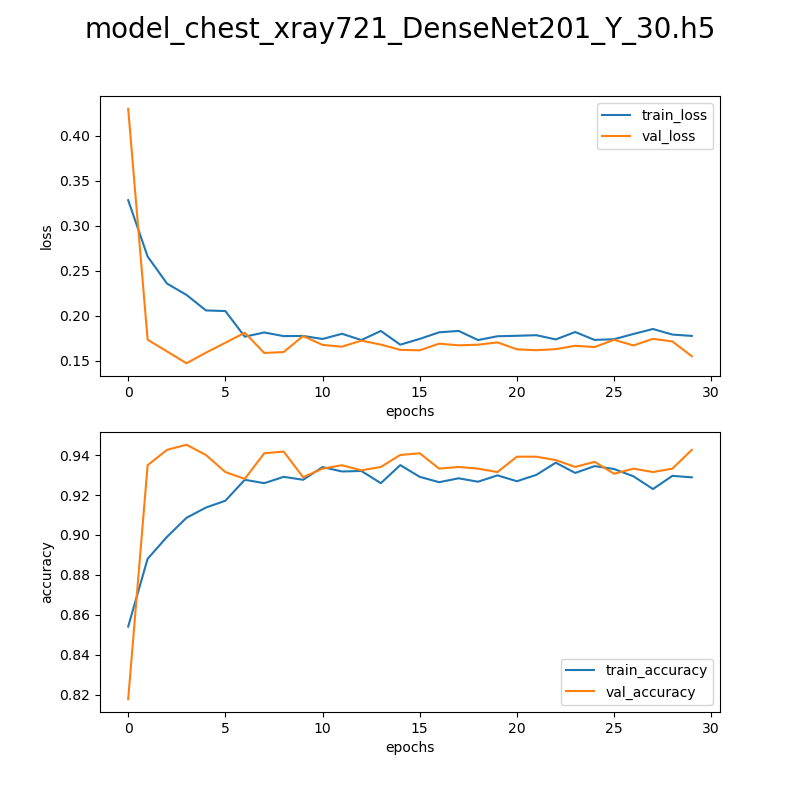 model_chest_xray721_DenseNet201_Y_30.h5
train_loss
val_loss
0.40
0.35
0.30
0.25
0.20
0.15
loss
0 5 10 15 20 25 30
epochs
0.94
0.92
0.90
0.88
0.86
0.84
0.82
accuracy
train_accuracy
val_accuracy
0 5 10 15 20 25 30
epochs